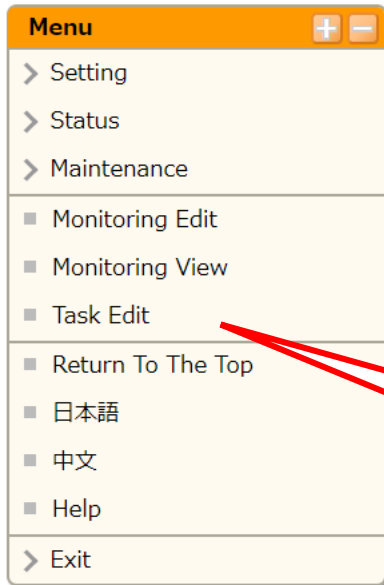 Menu
Setting
Status
Maintenance
Monitoring Edit
Monitoring View
Task Edit
Return To The Top
日本語
中文
Help
Exit